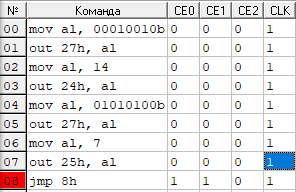 № Команда CE0 CE1 CE2 CLK
00 mov al, 00010010b 0 0 0 1
01 out 27h, al 0 0 0 1
02 mov al, 14 0 0 0 1
03 out 24h, al 0 0 0 1
04 mov al, 01010100b 0 0 0 1
05 out 27h, al 0 0 0 1
06 mov al, 7 0 0 0 1
07 out 25h, al 0 0 0 1
08 jmp 8h 1 1 0 1